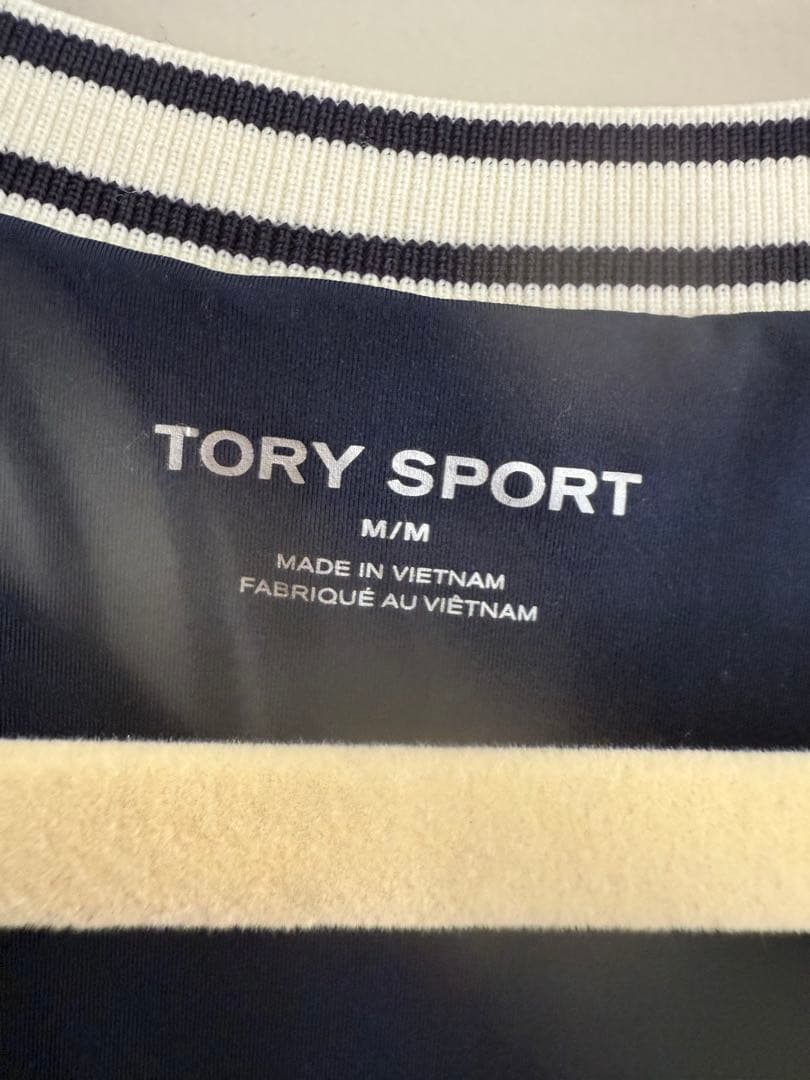 TORY SPORT
M/M
MADE IN VIETNAM
FABRIQUÉ AU VIÊTNAM